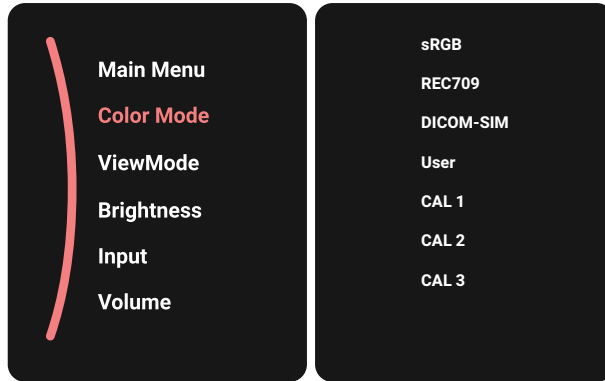 Main Menu
Color Mode
ViewMode
Brightness
Input
Volume
sRGB
REC709
DICOM-SIM
User
CAL 1
CAL 2
CAL 3